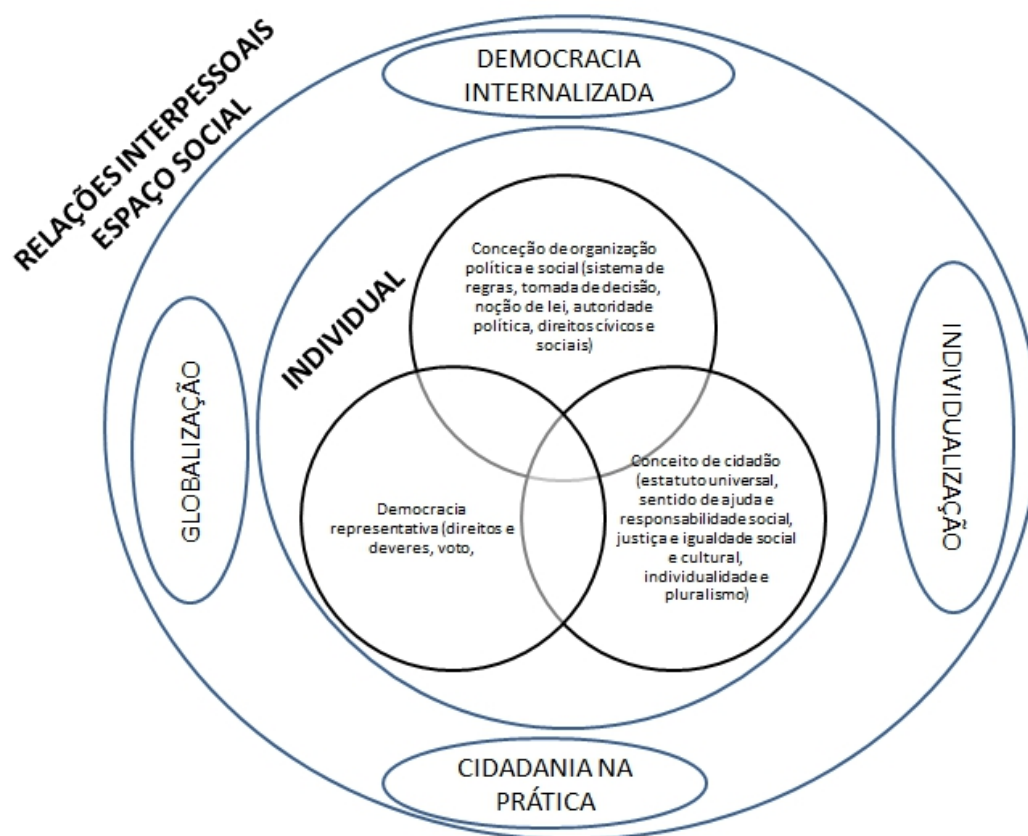 RELAÇÕES INTERPESSOAIS
ESPAÇO SOCIAL
DEMOCRACIA
INTERNALIZADA
INDIVIDUAL
Conceção de organização
política e social (sistema de
regras, tomada de decisão,
noção de lei, autoridade
política, direitos cívicos e
sociais)
GLOBALIZAÇÃO
Democracia
representativa (direitos e
deveres, voto,
Conceito de cidadão
(estatuto universal,
sentido de ajuda e
responsabilidade social,
justiça e igualdade social
e cultural,
individualidade e
pluralismo)
INDIVIDUALIZAÇÃO
CIDADANIA NA
PRÁTICA